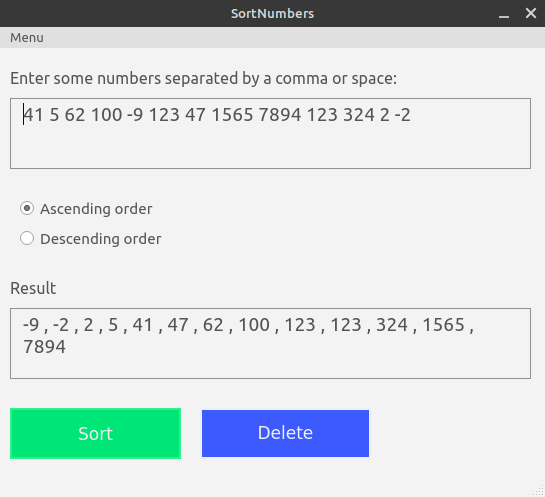 SortNumbers
Menu
Enter some numbers separated by a comma or space:
41 5 62 100 -9 123 47 1565 7894 123 324 2 -2
Ascending order
Descending order
Result
-9 , -2 , 2 , 5 , 41 , 47 , 62 , 100 , 123 , 123 , 324 , 1565 ,
7894
Sort
Delete